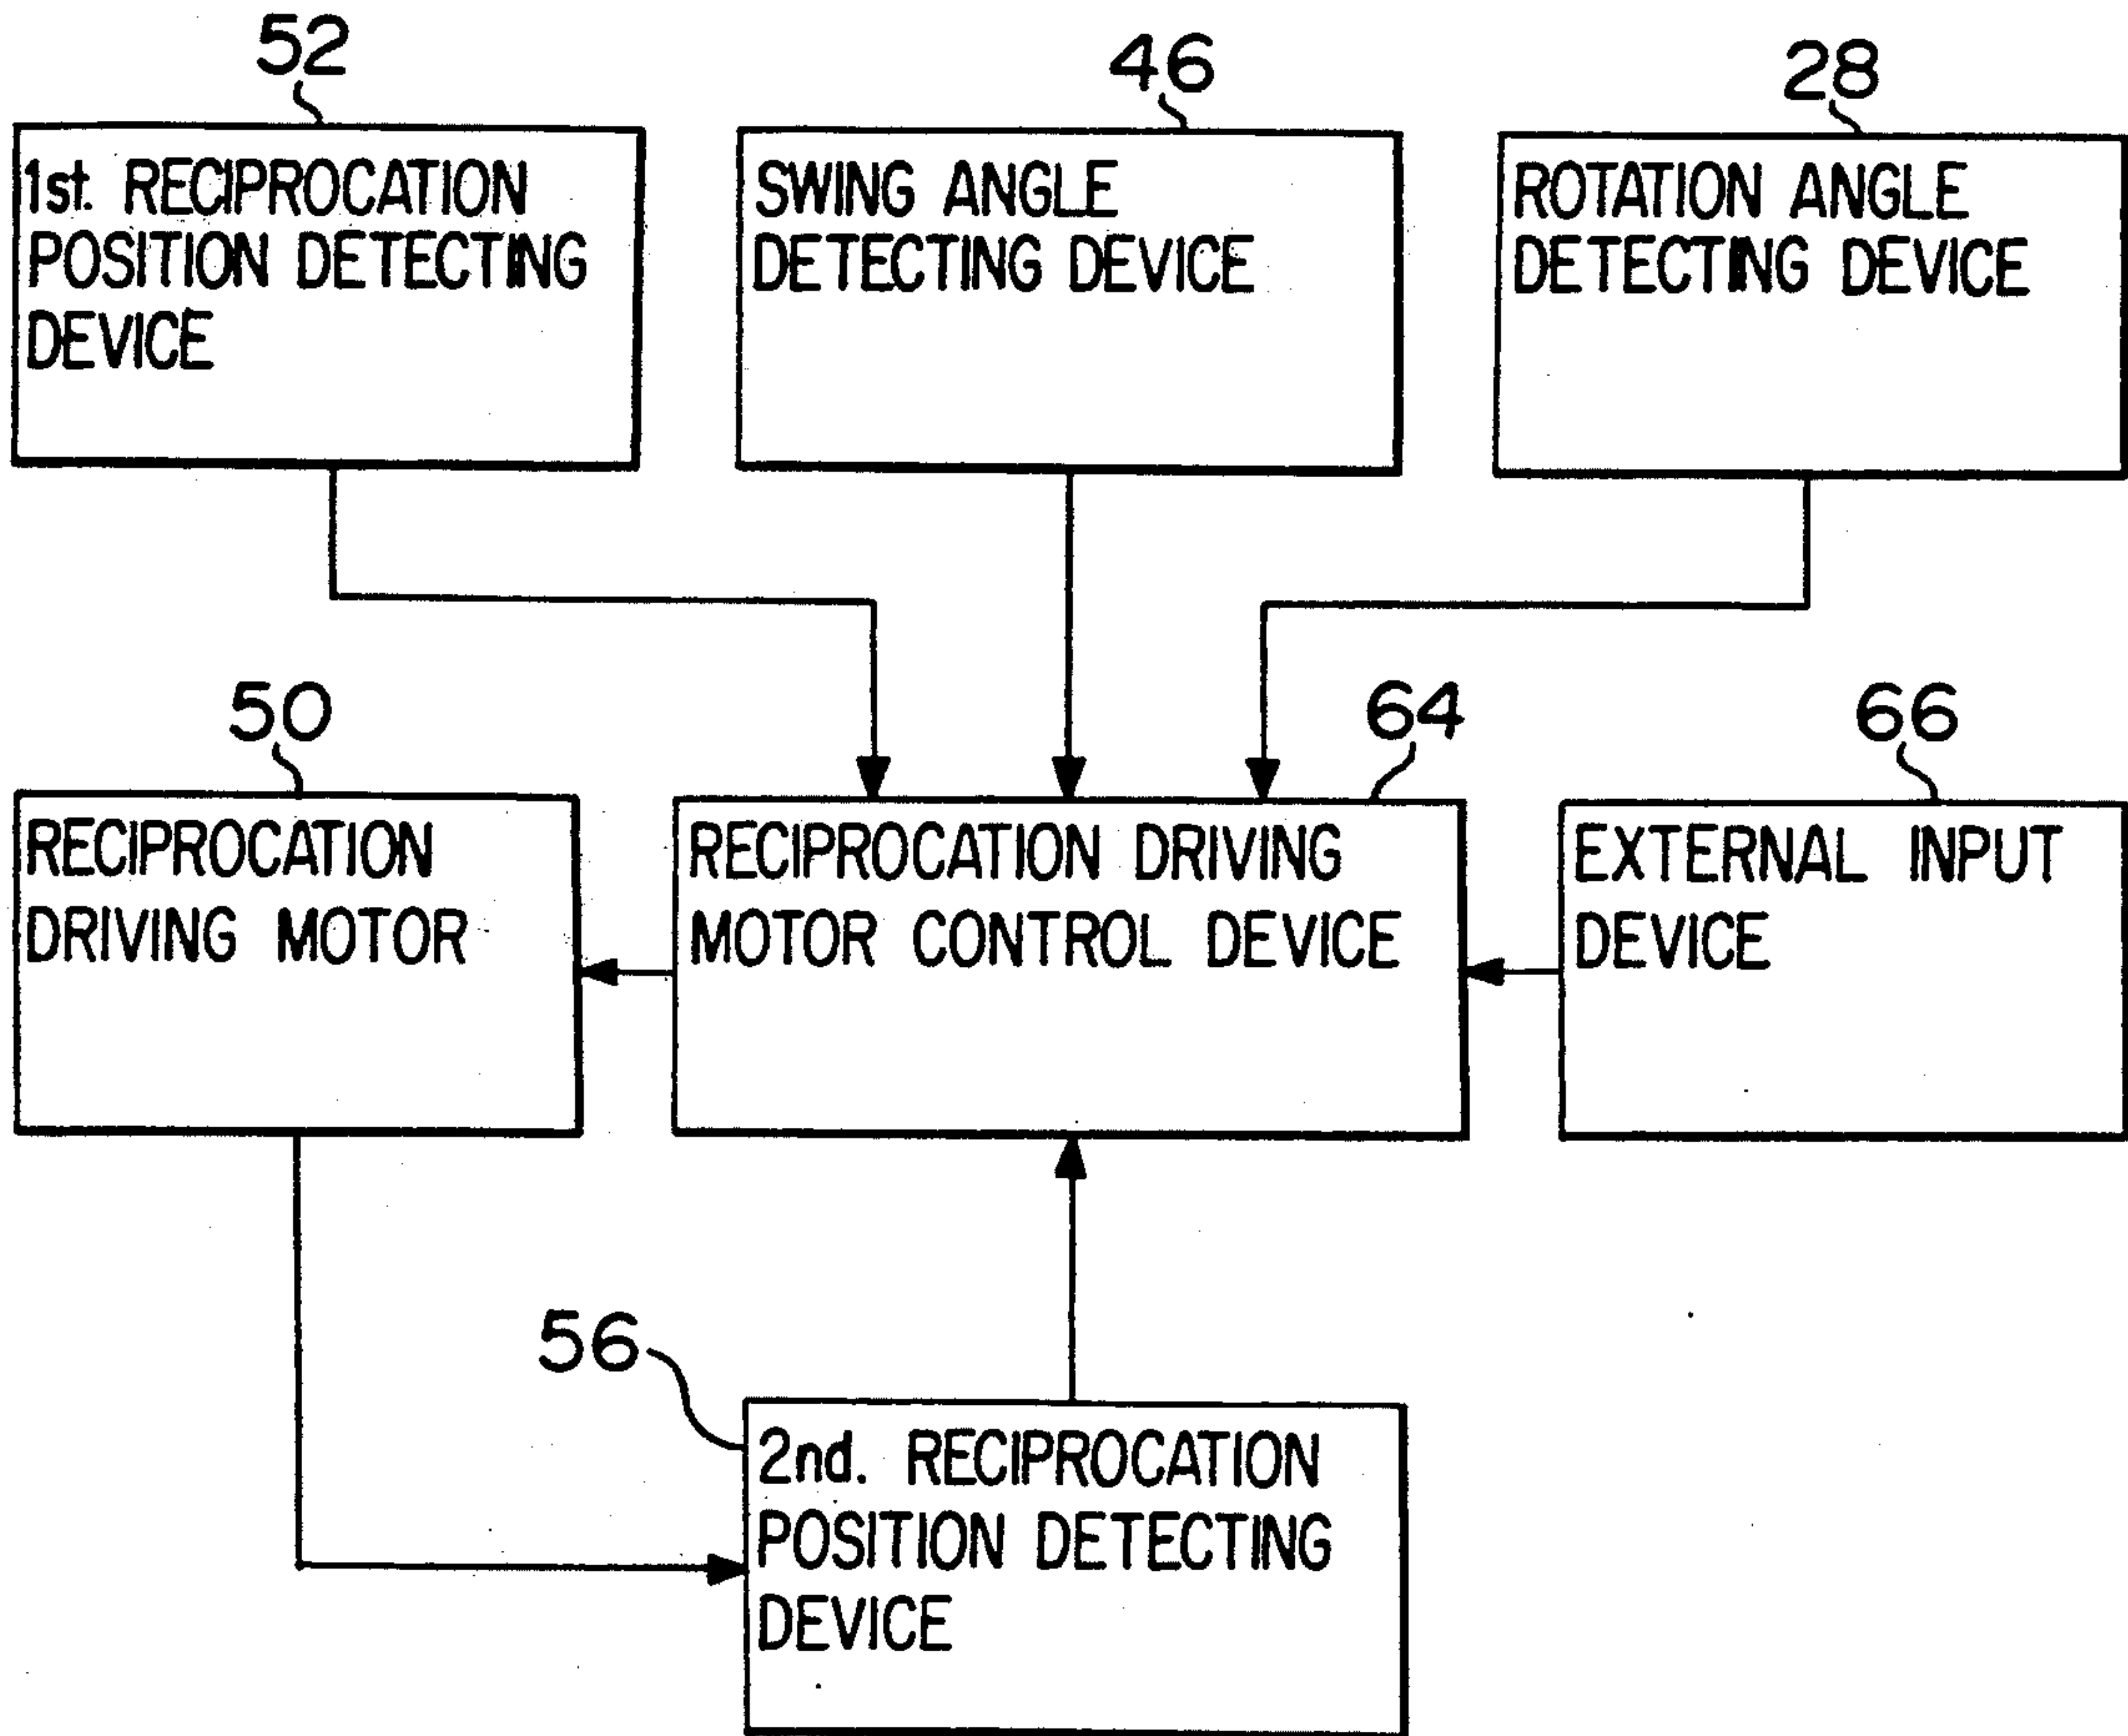 52
1st. RECIPROCATION
POSITION DETECTING
DEVICE
46
SWING ANGLE
DETECTING DEVICE
28
ROTATION ANGLE
DETECTING DEVICE
50
RECIPROCATION
DRIVING MOTOR
64
RECIPROCATION DRIVING
MOTOR CONTROL DEVICE
66
EXTERNAL INPUT
DEVICE
56
2nd. RECIPROCATION
POSITION DETECTING
DEVICE